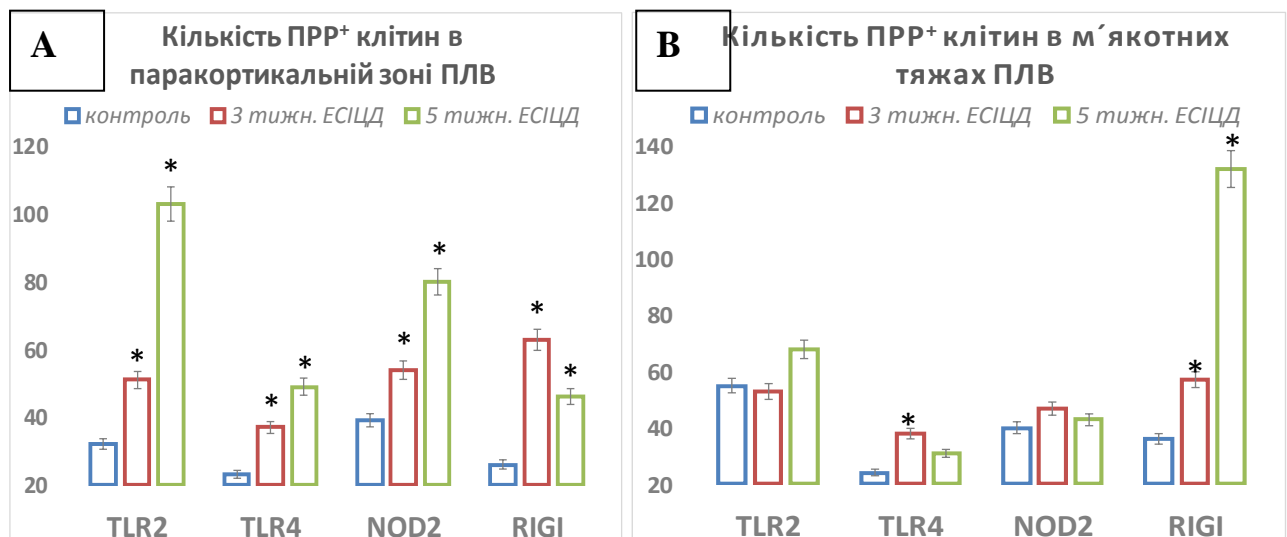 A
Кількість ПРР⁺ клітин в
паракортикальній зоні ПЛВ
контроль 3 тижн. ЕСІЦД 5 тижн. ЕСІЦД
120
100
80
60
40
20
* * * * * * * *
TLR2 TLR4 NOD2 RIGI
B
Кількість ПРР⁺ клітин в м´якотних
тяжах ПЛВ
контроль 3 тижн. ЕСІЦД 5 тижн. ЕСІЦД
140
120
100
80
60
40
20
* * *
TLR2 TLR4 NOD2 RIGI